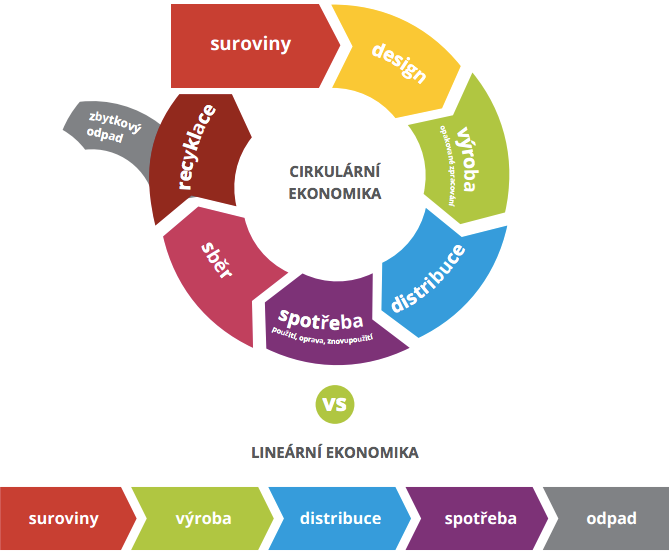 suroviny
design
výroba
opakované zpracování
distribuce
spotřeba
použití, oprava, znovupoužití
sběr
recyklace
zbytkový
odpad
CIRKULÁRNÍ
EKONOMIKA
VS
LINEÁRNÍ EKONOMIKA
suroviny
výroba
distribuce
spotřeba
odpad